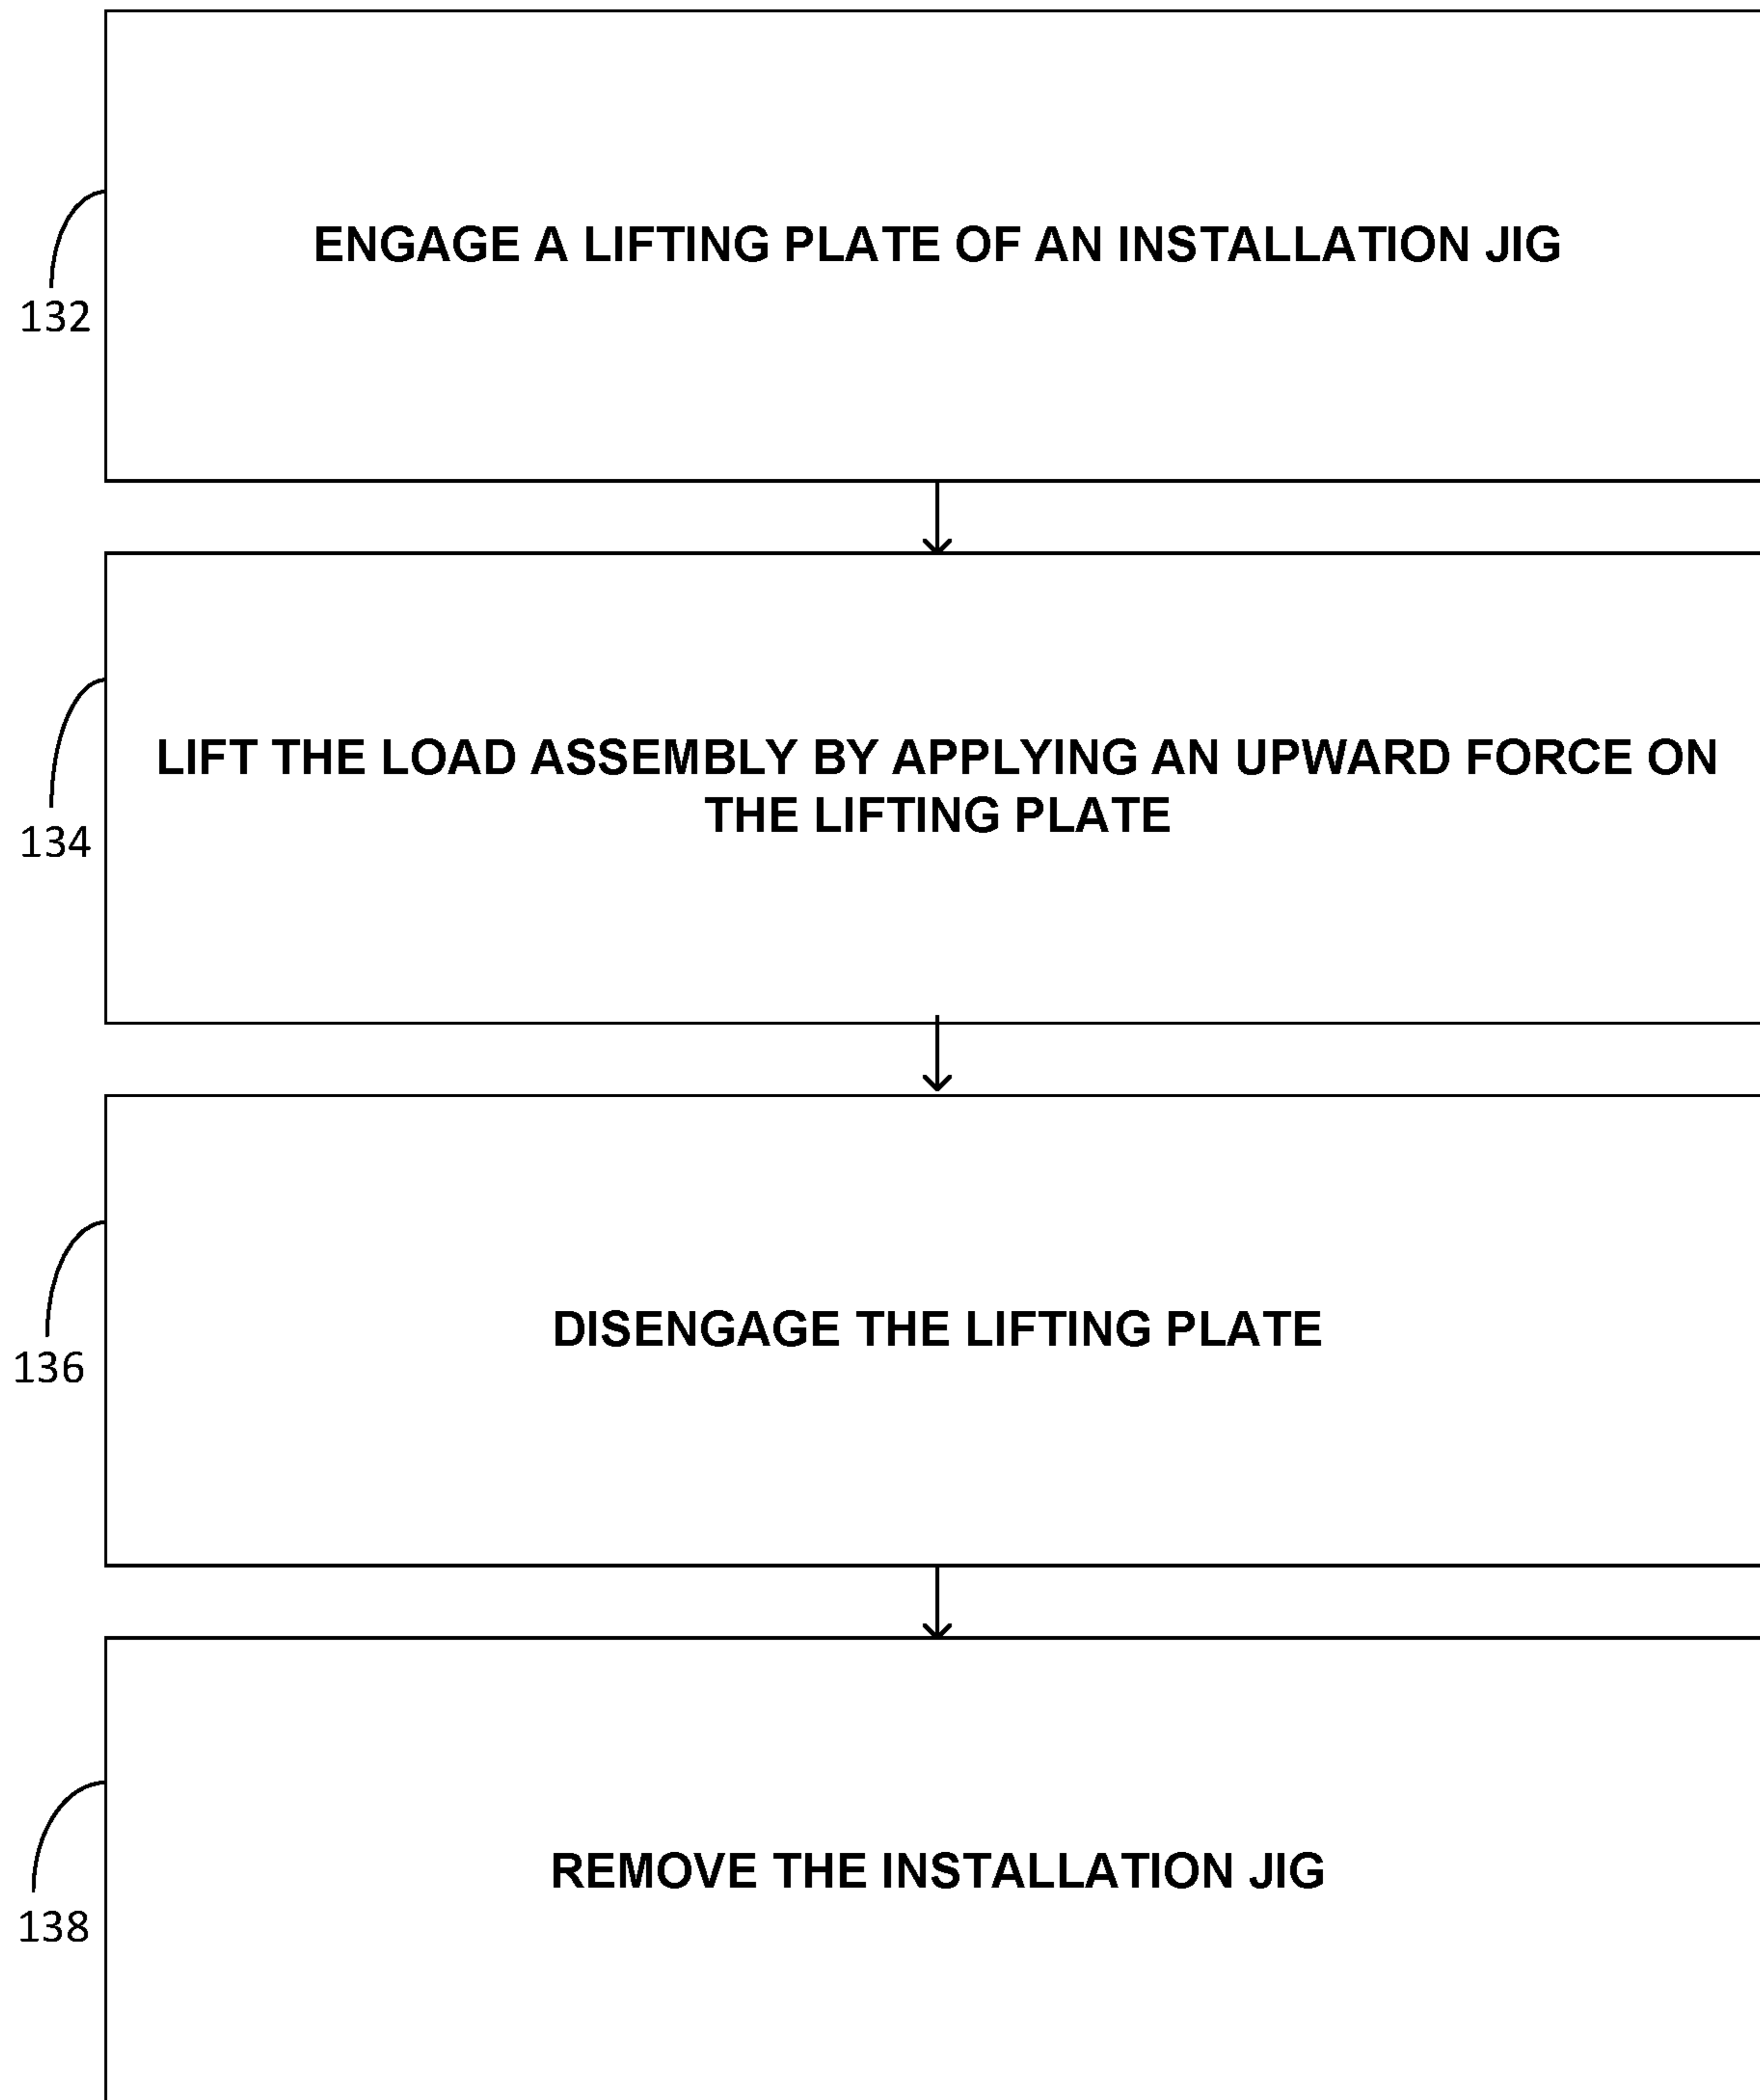 ENGAGE A LIFTING PLATE OF AN INSTALLATION JIG
132
LIFT THE LOAD ASSEMBLY BY APPLYING AN UPWARD FORCE ON
THE LIFTING PLATE
134
DISENGAGE THE LIFTING PLATE
136
REMOVE THE INSTALLATION JIG
138